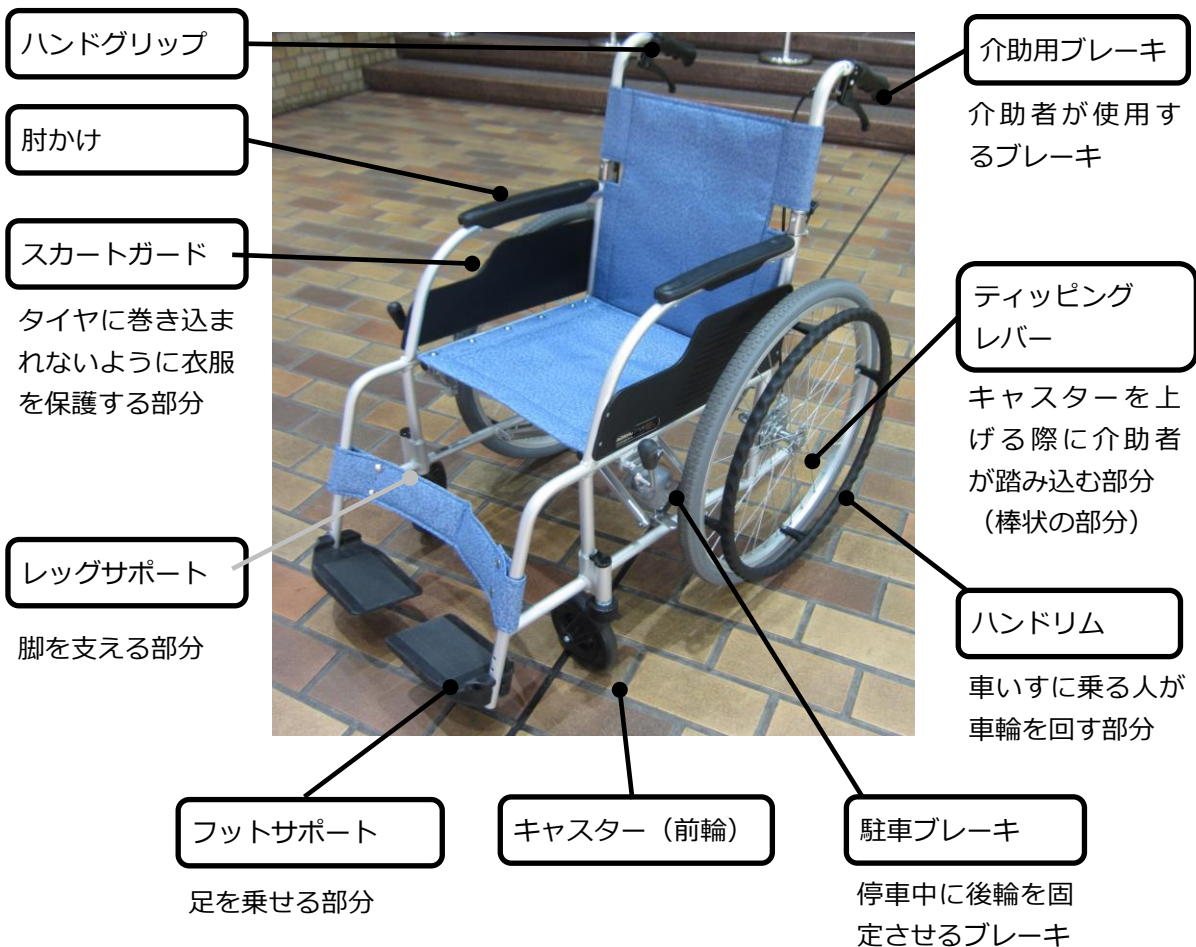 ハンドグリップ
肘かけ
スカートガード
タイヤに巻き込ま
れないように衣服
を保護する部分
レッグサポート
脚を支える部分
介助用ブレーキ
介助者が使用す
るブレーキ
ティッピング
レバー
キャスターを上
げる際に介助者
が踏み込む部分
（棒状の部分）
ハンドリム
車いすに乗る人が
車輪を回す部分
フットサポート
足を乗せる部分
キャスター（前輪）
駐車ブレーキ
停車中に後輪を固
定させるブレーキ